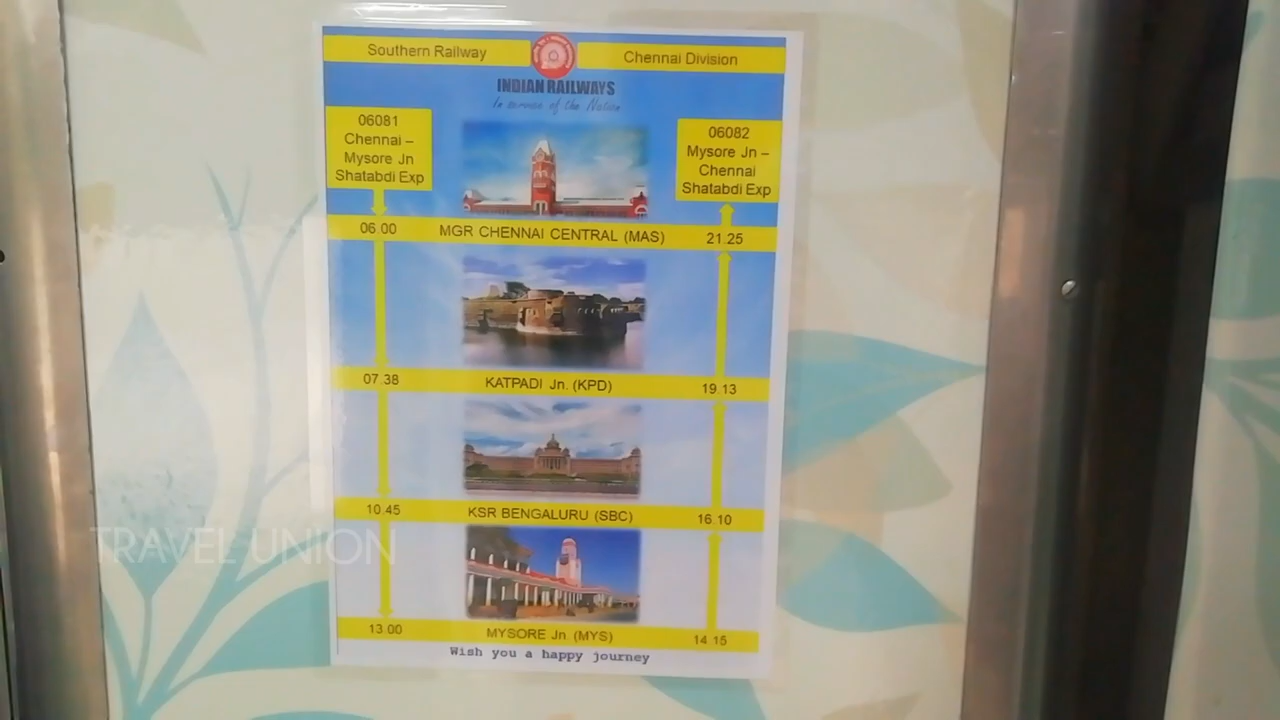 Southern Railway
Chennai Division
INDIAN RAILWAYS
In service of the Nation
06081
Chennai –
Mysore Jn
Shatabdi Exp
06082
Mysore Jn –
Chennai
Shatabdi Exp
06.00 MGR CHENNAI CENTRAL (MAS) 21.25
07.38 KATPADI Jn. (KPD) 19.13
10.45 KSR BENGALURU (SBC) 16.10
TRAVEL UNION
13.00 MYSORE Jn. (MYS) 14.15
Wish you a happy journey